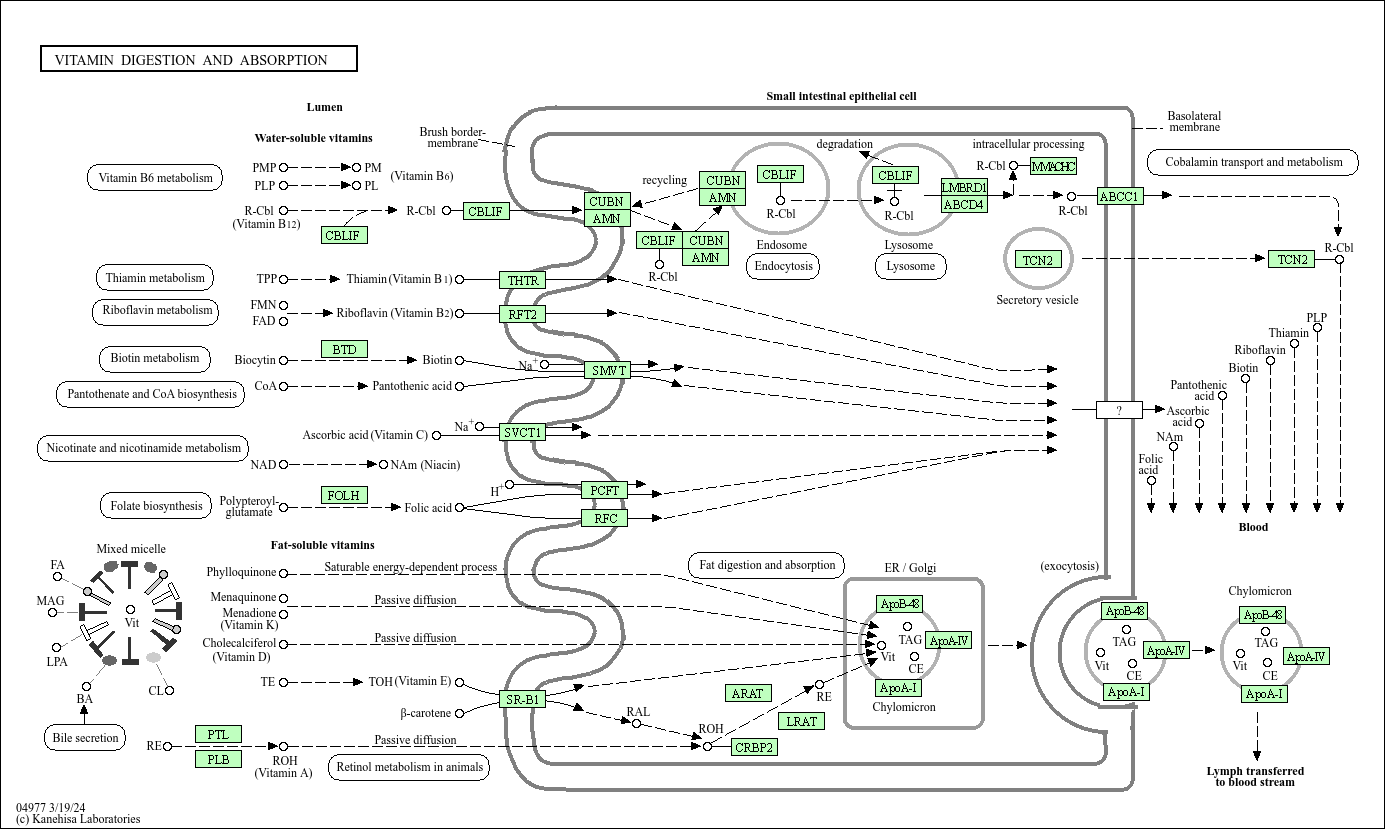 VITAMIN DIGESTION AND ABSORPTION
Small intestinal epithelial cell
Lumen
Water-soluble vitamins
Brush border-
membrane
Basolateral
membrane
Vitamin B6 metabolism
PMP
PM
PLP
PL
(Vitamin B6)
R-Cbl
(Vitamin B12)
CBLIF
R-Cbl
CBLIF
CUBN
AMN
recycling
CUBN
AMN
CBLIF
CUBN
AMN
R-Cbl
CBLIF
R-Cbl
Endosome
Endocytosis
degradation
CBLIF
R-Cbl
Lysosome
Lysosome
intracellular processing
R-Cbl
MMACHC
LMBRD1
ABCD4
R-Cbl
ABCC1
Cobalamin transport and metabolism
TCN2
Secretory vesicle
TCN2
R-Cbl
Thiamin metabolism
TPP
Thiamin (Vitamin B1)
THTR
Riboflavin metabolism
FMN
FAD
Riboflavin (Vitamin B2)
RFT2
Biotin metabolism
Biocytin
BTD
Biotin
Na+
SMVT
Pantothenate and CoA biosynthesis
CoA
Pantothenic acid
Ascorbic acid (Vitamin C)
Na+
SVCT1
Nicotinate and nicotinamide metabolism
NAD
NAm (Niacin)
Folate biosynthesis
Polypteroyl-
glutamate
FOLH
Folic acid
H+
PCFT
RFC
?
PLP
Thiamin
Riboflavin
Biotin
Pantothenic
acid
Ascorbic
acid
NAm
Folic
acid
Blood
Fat-soluble vitamins
Mixed micelle
FA
MAG
LPA
BA
CL
Vit
Bile secretion
Phylloquinone
Saturable energy-dependent process
Menaquinone
Menadione
(Vitamin K)
Passive diffusion
Cholecalciferol
(Vitamin D)
Passive diffusion
TE
TOH (Vitamin E)
β-carotene
SR-B1
RE
PTL
PLB
ROH
(Vitamin A)
Passive diffusion
Retinol metabolism in animals
RAL
ROH
CRBP2
ARAT
LRAT
RE
Fat digestion and absorption
ER / Golgi
ApoB-48
TAG
ApoA-IV
Vit
CE
ApoA-I
Chylomicron
(exocytosis)
ApoB-48
TAG
ApoA-IV
Vit
CE
ApoA-I
Chylomicron
ApoB-48
TAG
ApoA-IV
Vit
CE
ApoA-I
Lymph transferred
to blood stream
04977 3/19/24
(c) Kanehisa Laboratories